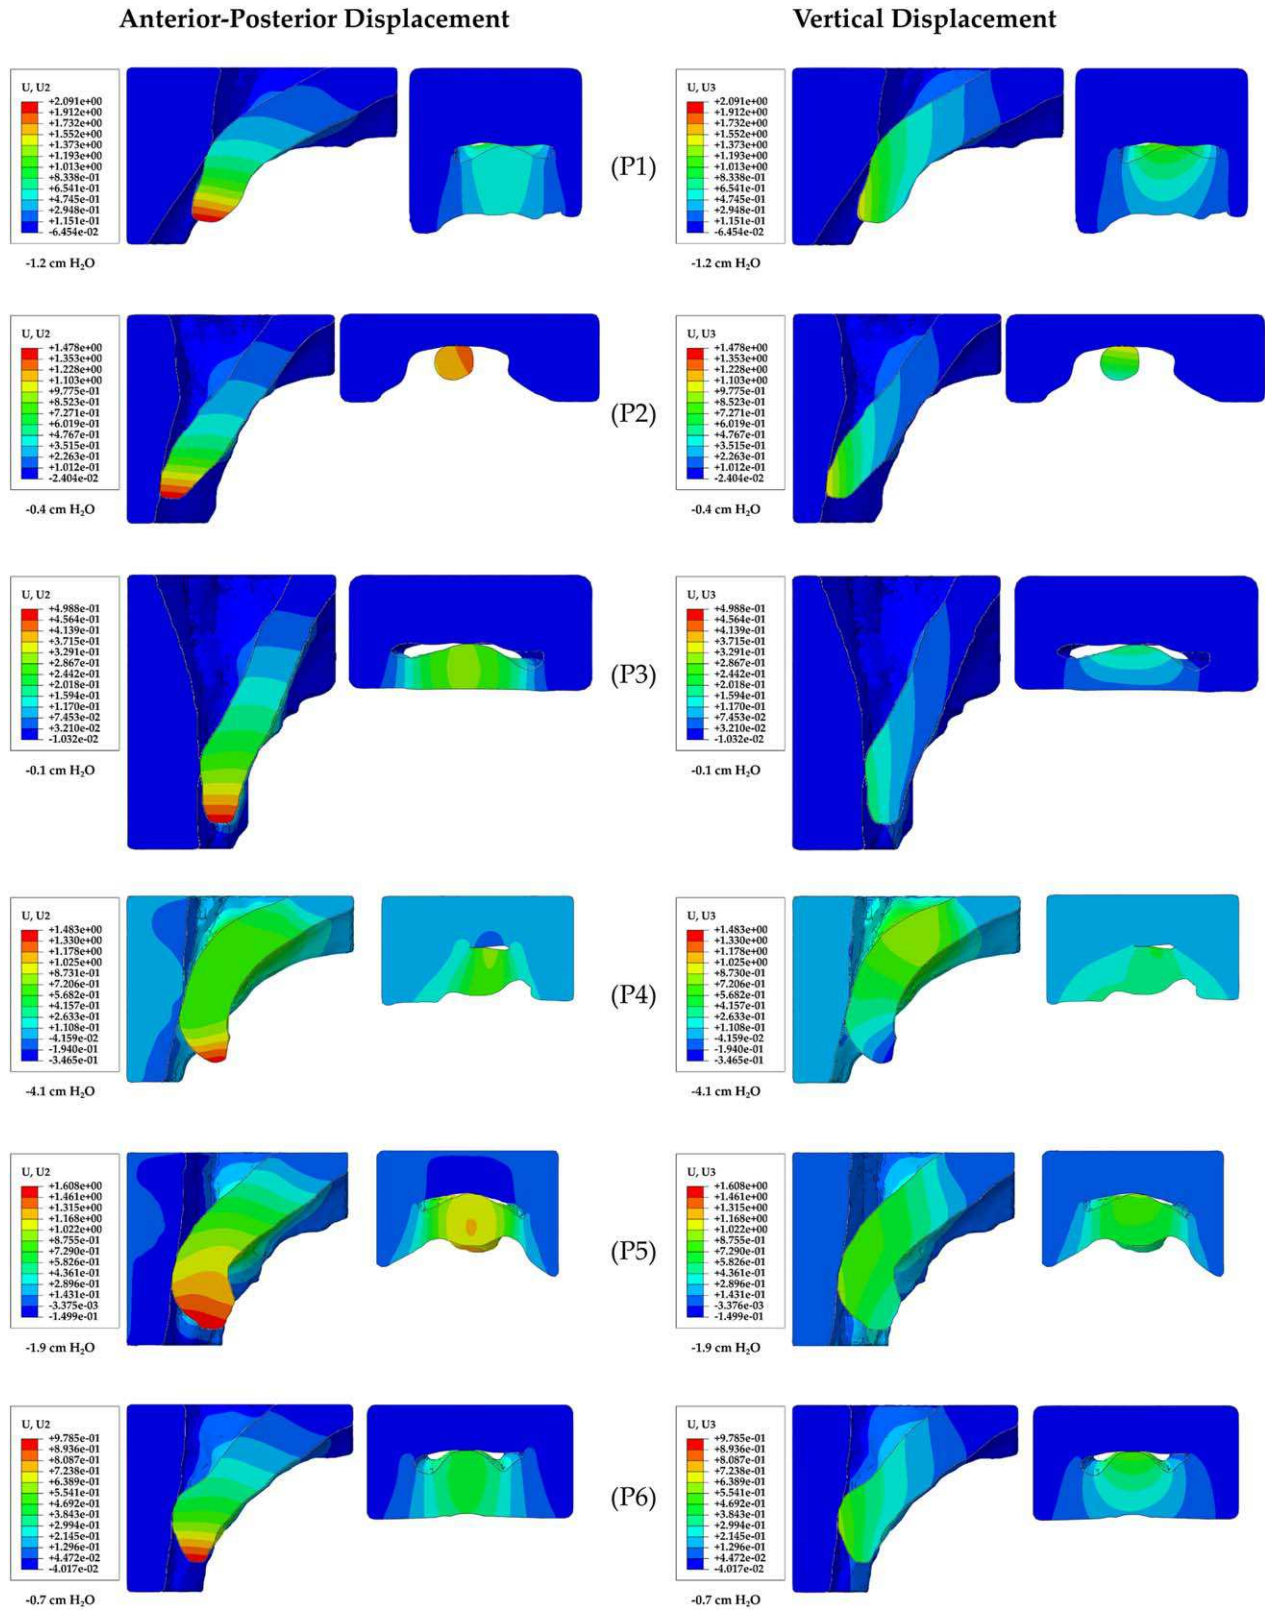 Anterior-Posterior Displacement
Vertical Displacement
U, U2
+2.091e+00
+1.912e+00
+1.732e+00
+1.552e+00
+1.373e+00
+1.193e+00
+1.013e+00
+8.338e-01
+6.541e-01
+4.745e-01
+2.948e-01
+1.151e-01
-6.454e-02
-1.2 cm H₂O
(P1)
U, U3
+2.091e+00
+1.912e+00
+1.732e+00
+1.552e+00
+1.373e+00
+1.193e+00
+1.013e+00
+8.338e-01
+6.541e-01
+4.745e-01
+2.948e-01
+1.151e-01
-6.454e-02
-1.2 cm H₂O
U, U2
+1.478e+00
+1.353e+00
+1.228e+00
+1.103e+00
+9.775e-01
+8.523e-01
+7.271e-01
+6.019e-01
+4.767e-01
+3.515e-01
+2.263e-01
+1.012e-01
-2.404e-02
-0.4 cm H₂O
(P2)
U, U3
+1.478e+00
+1.353e+00
+1.228e+00
+1.103e+00
+9.775e-01
+8.523e-01
+7.271e-01
+6.019e-01
+4.767e-01
+3.515e-01
+2.263e-01
+1.012e-01
-2.404e-02
-0.4 cm H₂O
U, U2
+4.988e-01
+4.564e-01
+4.139e-01
+3.715e-01
+3.291e-01
+2.867e-01
+2.442e-01
+2.018e-01
+1.594e-01
+1.170e-01
+7.453e-02
+3.210e-02
-1.032e-02
-0.1 cm H₂O
(P3)
U, U3
+4.988e-01
+4.564e-01
+4.139e-01
+3.715e-01
+3.291e-01
+2.867e-01
+2.442e-01
+2.018e-01
+1.594e-01
+1.170e-01
+7.453e-02
+3.210e-02
-1.032e-02
-0.1 cm H₂O
U, U2
+1.483e+00
+1.330e+00
+1.178e+00
+1.025e+00
+8.731e-01
+7.206e-01
+5.682e-01
+4.157e-01
+2.633e-01
+1.108e-01
-4.159e-02
-1.940e-01
-3.465e-01
-4.1 cm H₂O
(P4)
U, U3
+1.483e+00
+1.330e+00
+1.178e+00
+1.025e+00
+8.730e-01
+7.206e-01
+5.682e-01
+4.157e-01
+2.633e-01
+1.108e-01
-4.159e-02
-1.940e-01
-3.465e-01
-4.1 cm H₂O
U, U2
+1.608e+00
+1.461e+00
+1.315e+00
+1.168e+00
+1.022e+00
+8.755e-01
+7.290e-01
+5.826e-01
+4.361e-01
+2.896e-01
+1.431e-01
-3.375e-03
-1.499e-01
-1.9 cm H₂O
(P5)
U, U3
+1.608e+00
+1.461e+00
+1.315e+00
+1.168e+00
+1.022e+00
+8.755e-01
+7.290e-01
+5.826e-01
+4.361e-01
+2.896e-01
+1.431e-01
-3.376e-03
-1.499e-01
-1.9 cm H₂O
U, U2
+9.785e-01
+8.936e-01
+8.087e-01
+7.238e-01
+6.389e-01
+5.541e-01
+4.692e-01
+3.843e-01
+2.994e-01
+2.145e-01
+1.296e-01
+4.472e-02
-4.017e-02
-0.7 cm H₂O
(P6)
U, U3
+9.785e-01
+8.936e-01
+8.087e-01
+7.238e-01
+6.389e-01
+5.541e-01
+4.692e-01
+3.843e-01
+2.994e-01
+2.145e-01
+1.296e-01
+4.472e-02
-4.017e-02
-0.7 cm H₂O